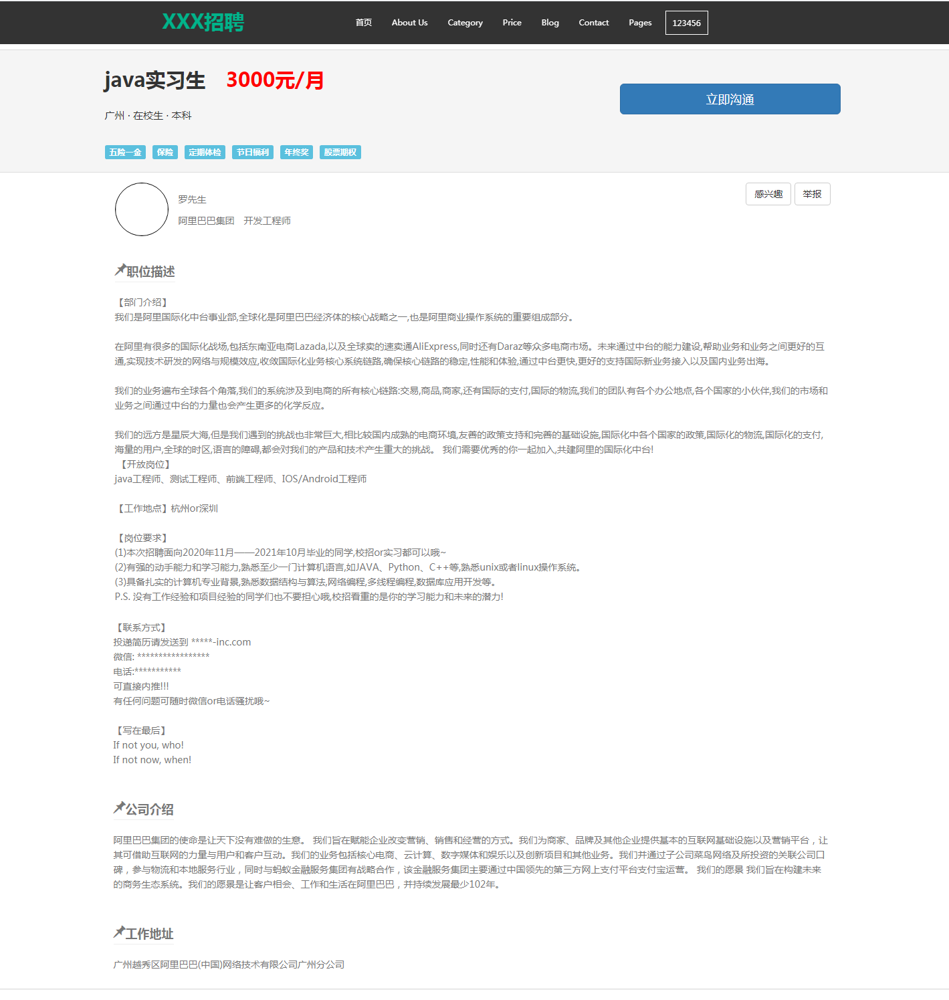 XXX招聘
首页 About Us Category Price Blog Contact Pages 123456
java实习生 3000元/月
立即沟通
广州 · 在校生 · 本科
五险一金 保险 定期体检 节日福利 年终奖 股票期权
罗先生
感兴趣 举报
阿里巴巴集团 开发工程师
职位描述
【部门介绍】
我们是阿里国际化中台事业部,全球化是阿里巴巴经济体的核心战略之一,也是阿里商业操作系统的重要组成部分。
在阿里有很多的国际化战场,包括东南亚电商Lazada,以及全球卖的速卖通AliExpress,同时还有Daraz等众多电商市场。未来通过中台的能力建设,帮助业务和业务之间更好的互
通,实现技术研发的网络与规模效应,收敛国际化业务核心系统链路,确保核心链路的稳定,性能和体验,通过中台更快,更好的支持国际新业务接入以及国内业务出海。
我们的业务遍布全球各个角落,我们的系统涉及到电商的所有核心链路:交易,商品,商家,还有国际的支付,国际的物流,我们的团队有各个办公地点,各个国家的小伙伴,我们的市场和
业务之间通过中台的力量也会产生更多的化学反应。
我们的远方是星辰大海,但是我们遇到的挑战也非常巨大,相比较国内成熟的电商环境,友善的政策支持和完善的基础设施,国际化中各个国家的政策,国际化的物流,国际化的支付,
海量的用户,全球的时区,语言的障碍,都会对我们的产品和技术产生重大的挑战。 我们需要优秀的你一起加入,共建阿里的国际化中台!
【开放岗位】
java工程师、测试工程师、前端工程师、IOS/Android工程师
【工作地点】杭州or深圳
【岗位要求】
(1)本次招聘面向2020年11月——2021年10月毕业的同学,校招or实习都可以哦~
(2)有强的动手能力和学习能力,熟悉至少一门计算机语言,如JAVA、Python、C++等,熟悉unix或者linux操作系统。
(3)具备扎实的计算机专业背景,熟悉数据结构与算法,网络编程,多线程编程,数据库应用开发等。
P.S. 没有工作经验和项目经验的同学们也不要担心哦,校招看重的是你的学习能力和未来的潜力!
【联系方式】
投递简历请发送到 *****-inc.com
微信: *****************
电话:***********
可直接内推!!!
有任何问题可随时微信or电话骚扰哦~
【写在最后】
If not you, who!
If not now, when!
公司介绍
阿里巴巴集团的使命是让天下没有难做的生意。 我们旨在赋能企业改变营销、销售和经营的方式。我们为商家、品牌及其他企业提供基本的互联网基础设施以及营销平台，让
其可借助互联网的力量与用户和客户互动。我们的业务包括核心电商、云计算、数字媒体和娱乐以及创新项目和其他业务。我们并通过子公司菜鸟网络及所投资的关联公司口
碑，参与物流和本地服务行业，同时与蚂蚁金融服务集团有战略合作，该金融服务集团主要通过中国领先的第三方网上支付平台支付宝运营。 我们的愿景 我们旨在构建未来
的商务生态系统。我们的愿景是让客户相会、工作和生活在阿里巴巴，并持续发展最少102年。
工作地址
广州越秀区阿里巴巴(中国)网络技术有限公司广州分公司